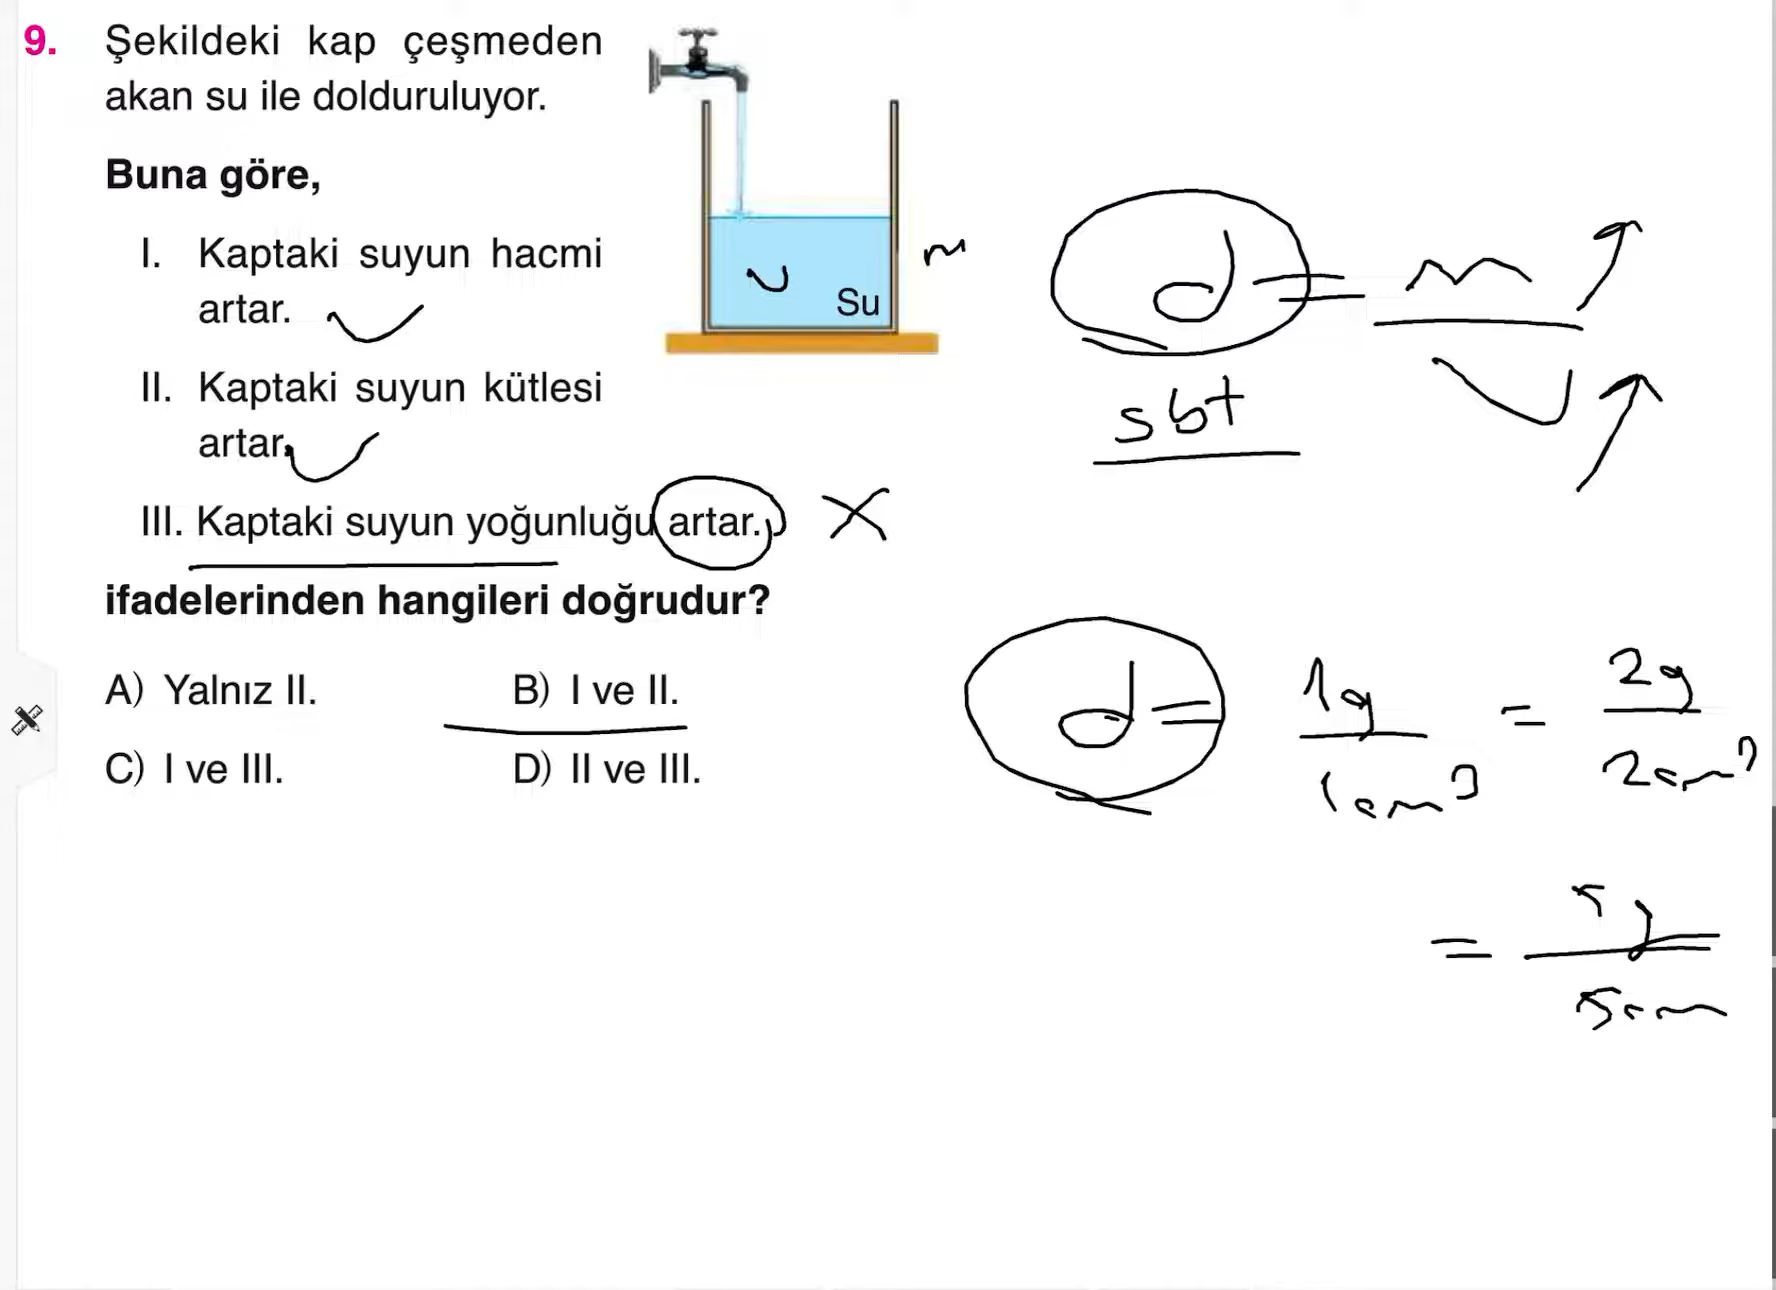 9. Şekildeki kap çeşmeden
akan su ile dolduruluyor.
Buna göre,
I. Kaptaki suyun hacmi
artar.
II. Kaptaki suyun kütlesi
artar.
III. Kaptaki suyun yoğunluğu artar.
ifadelerinden hangileri doğrudur?
A) Yalnız II.
B) I ve II.
C) I ve III.
D) II ve III.
Su
m
v
d = m
v
sbt
d = 1g = 2g
1cm³ 2cm³
= 5g
5cm